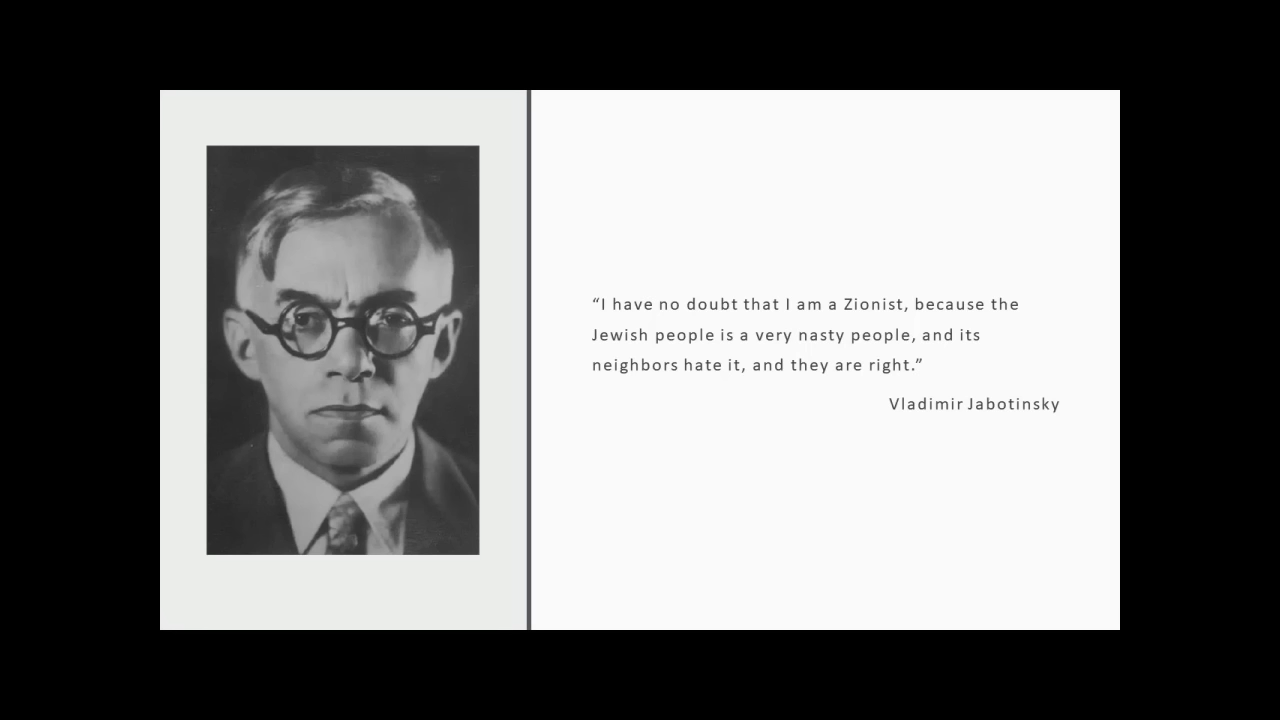 “I have no doubt that I am a Zionist, because the
Jewish people is a very nasty people, and its
neighbors hate it, and they are right.”
Vladimir Jabotinsky